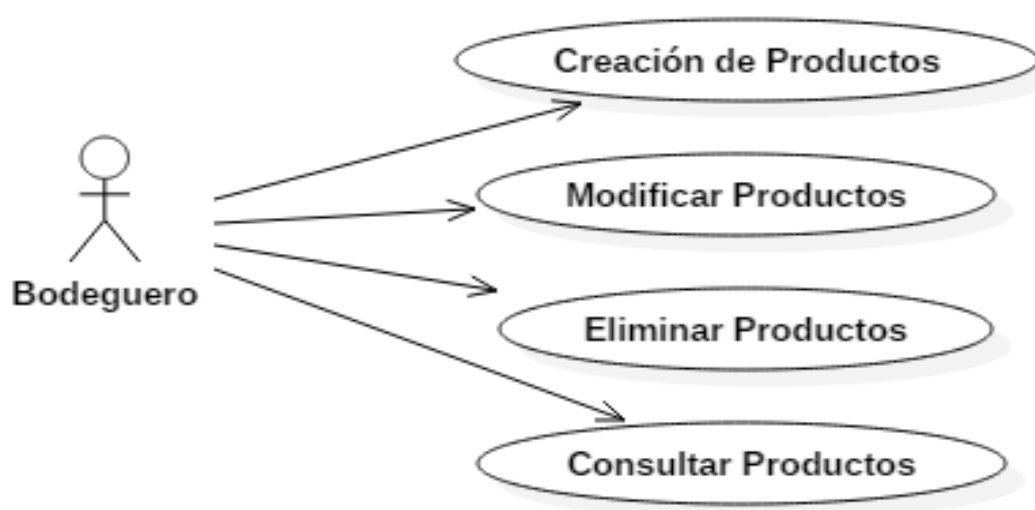 Creación de Productos
Modificar Productos
Bodeguero
Eliminar Productos
Consultar Productos